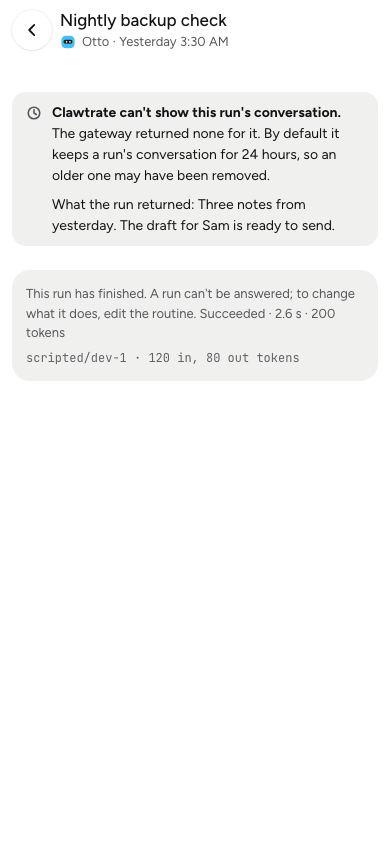 Nightly backup check
Otto · Yesterday 3:30 AM
Clawtrate can't show this run's conversation.
The gateway returned none for it. By default it
keeps a run's conversation for 24 hours, so an
older one may have been removed.
What the run returned: Three notes from
yesterday. The draft for Sam is ready to send.
This run has finished. A run can't be answered; to change
what it does, edit the routine. Succeeded · 2.6 s · 200
tokens
scripted/dev-1 · 120 in, 80 out tokens